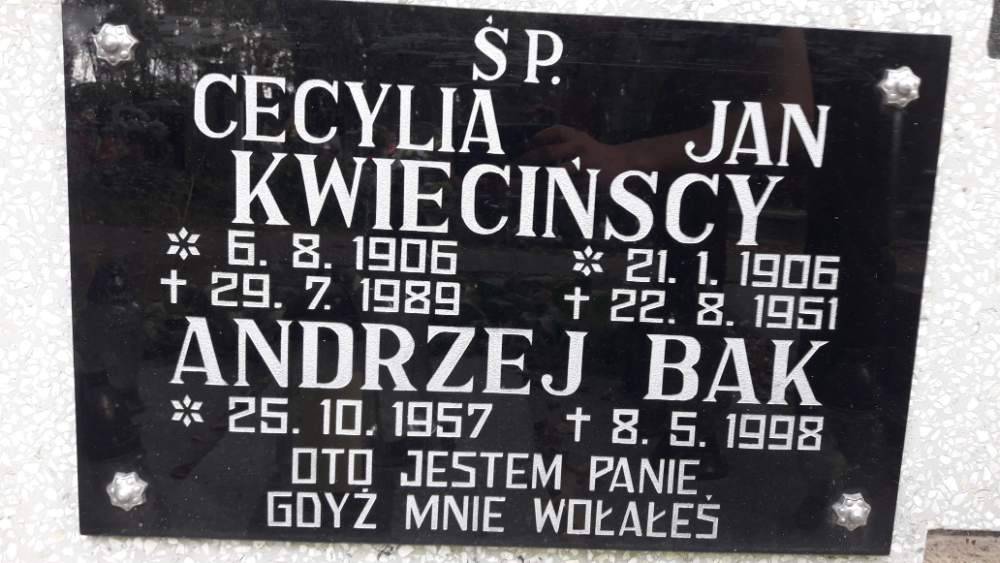 ŚP.
CECYLIA JAN
KWIECIŃSCY
* 6. 8. 1906 * 21. 1. 1906
† 29. 7. 1989 † 22. 8. 1951
ANDRZEJ BAK
* 25. 10. 1957 † 8. 5. 1998
OTO JESTEM PANIE
GDYŻ MNIE WOŁAŁEŚ